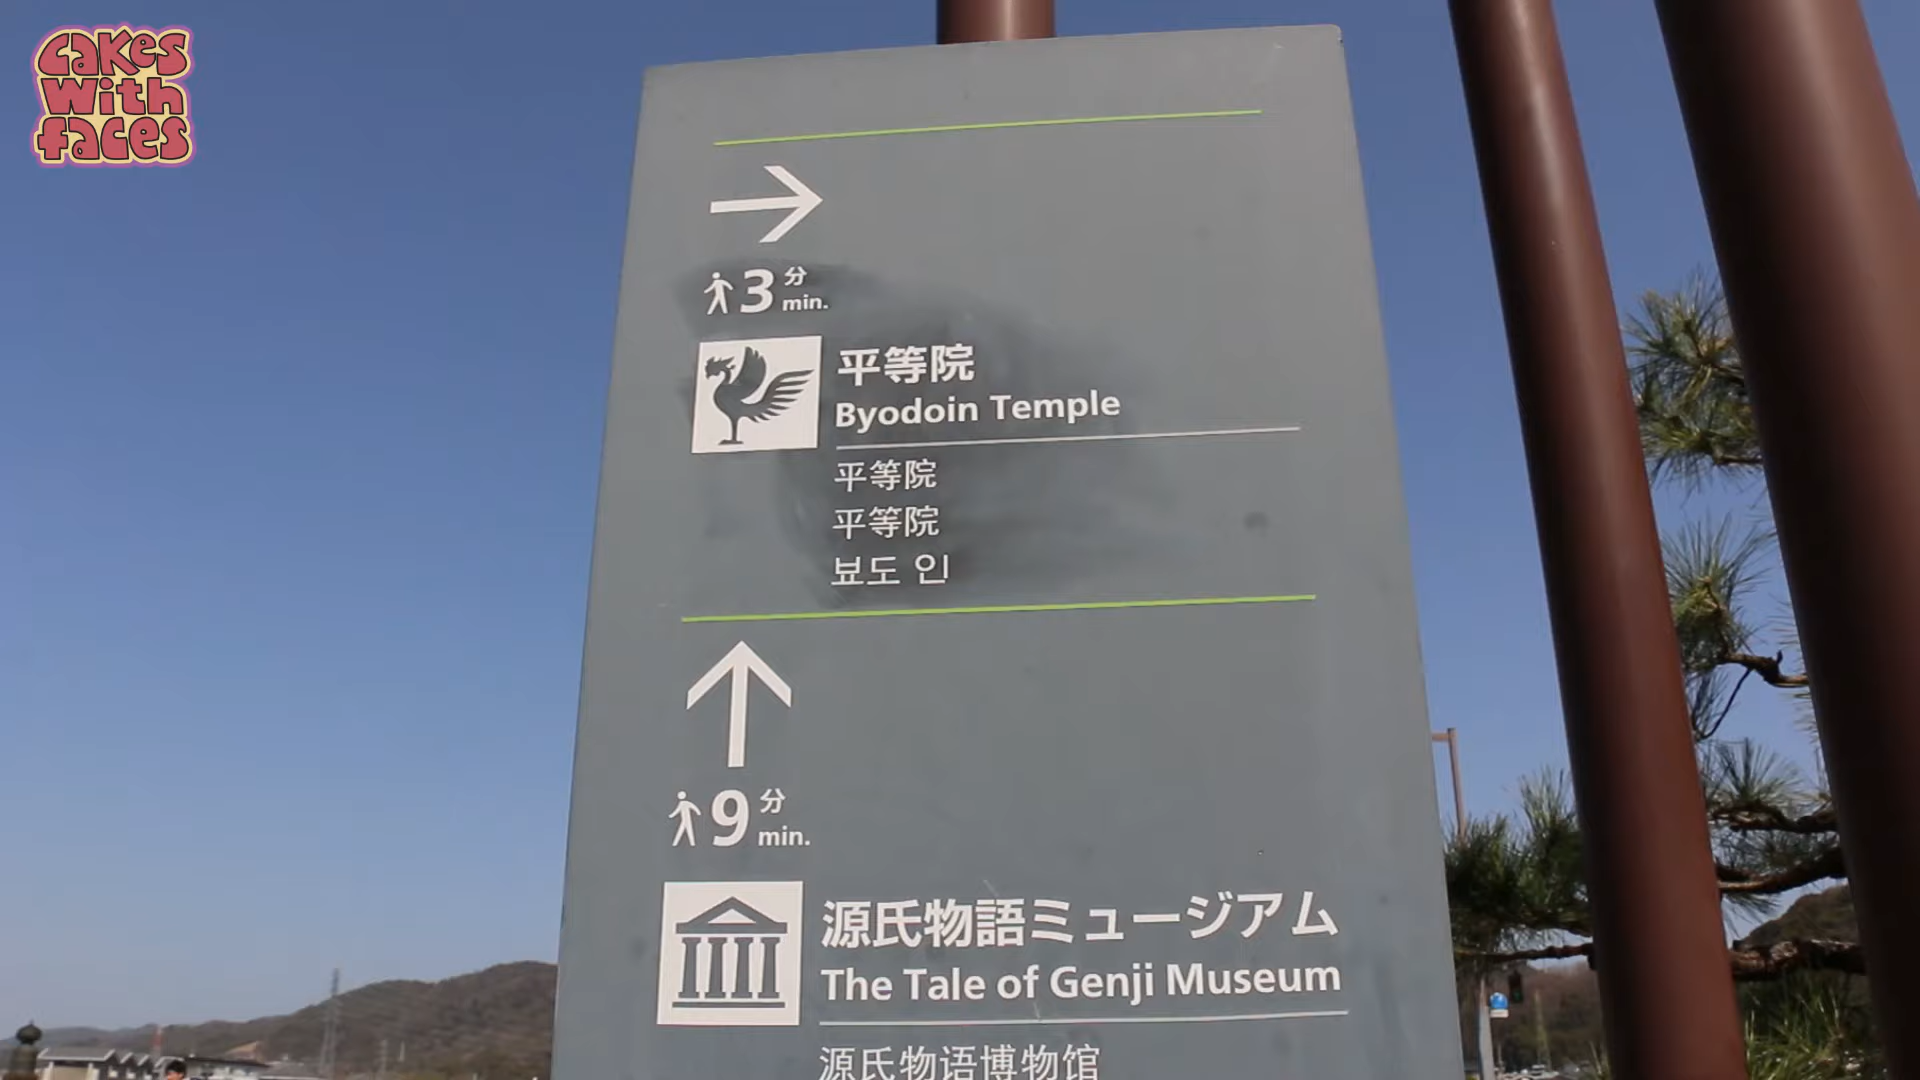 Cakes
With
faces
3分
min.
平等院
Byodoin Temple
平等院
平等院
뵤도 인
9分
min.
源氏物語ミュージアム
The Tale of Genji Museum
源氏物语博物馆